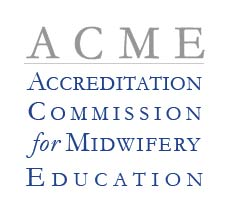 ACME
ACCREDITATION
COMMISSION
for MIDWIFERY
EDUCATION